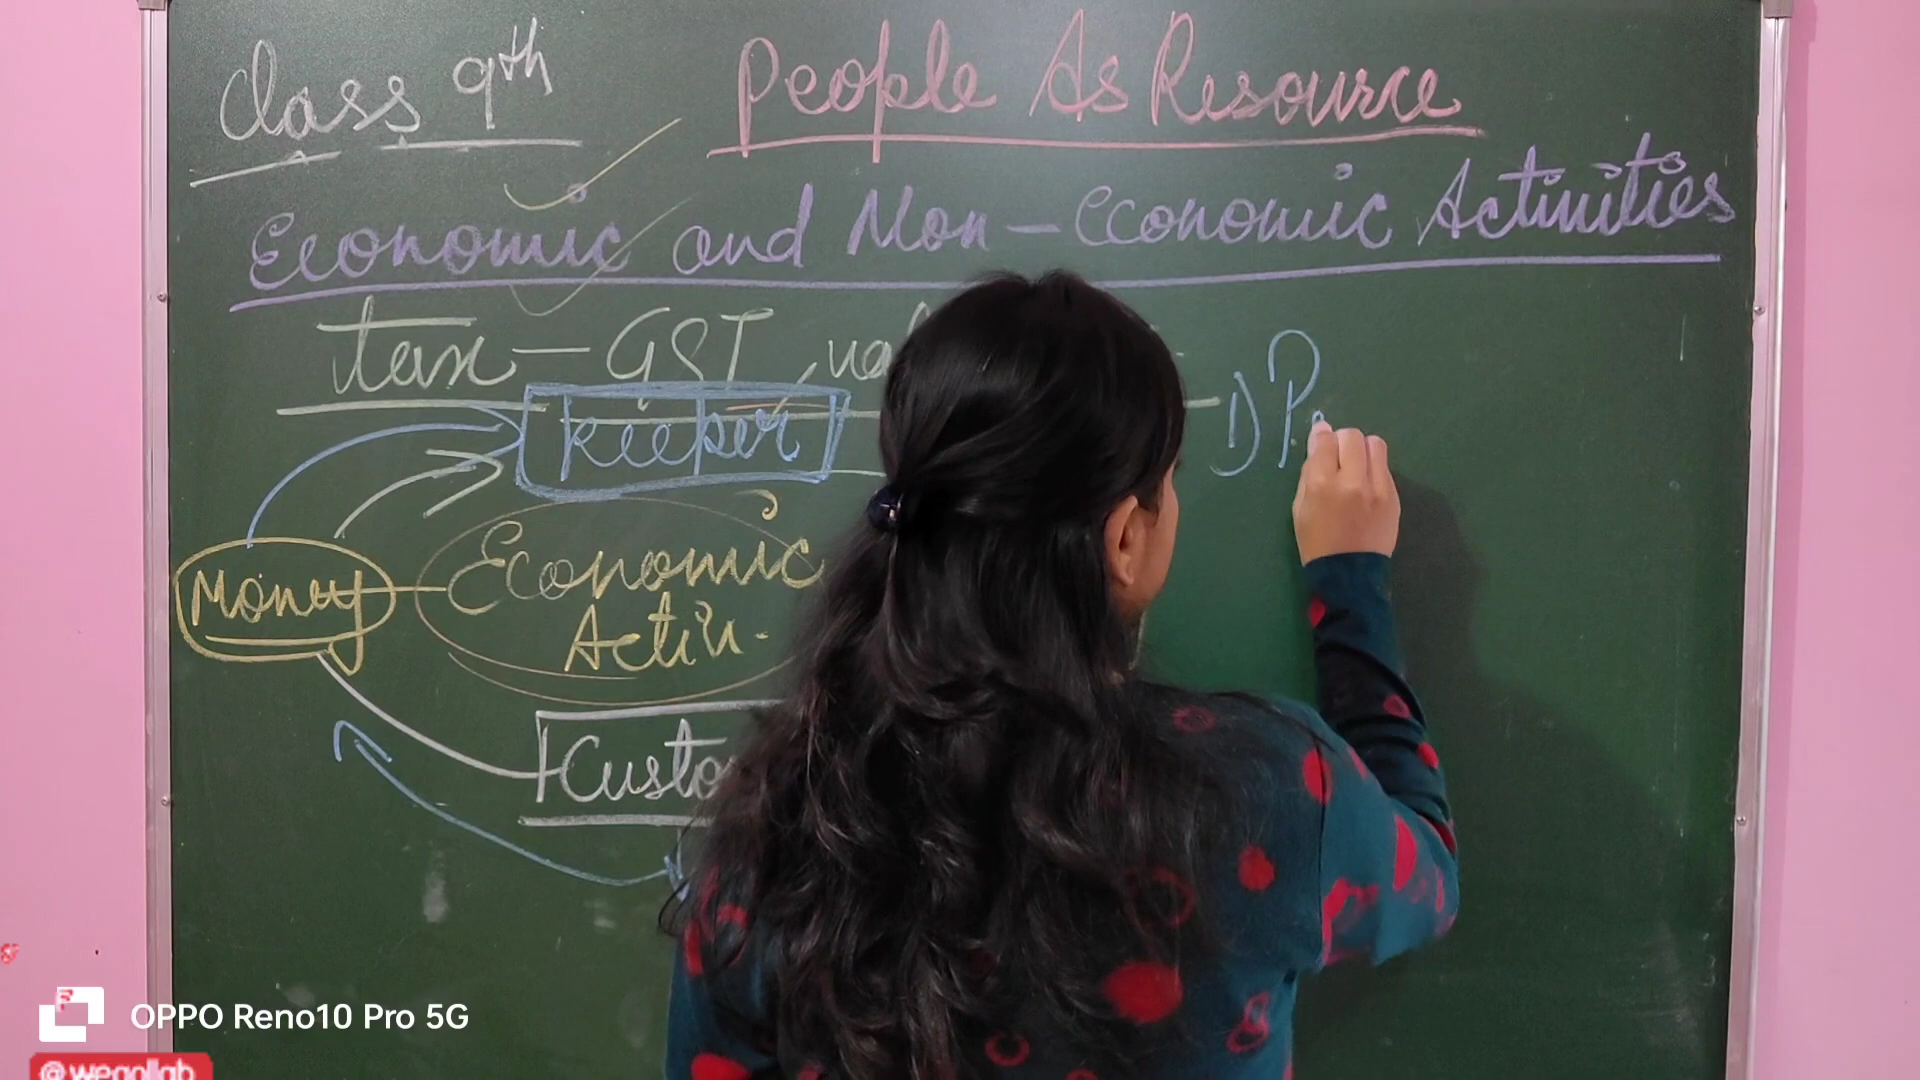 Class 9th
People As Resource
Economic and Non-Economic Activities
tax - GST,
1) P
Keeper
Money
Economic
Activ.
Custo
OPPO Reno10 Pro 5G
@wegollab